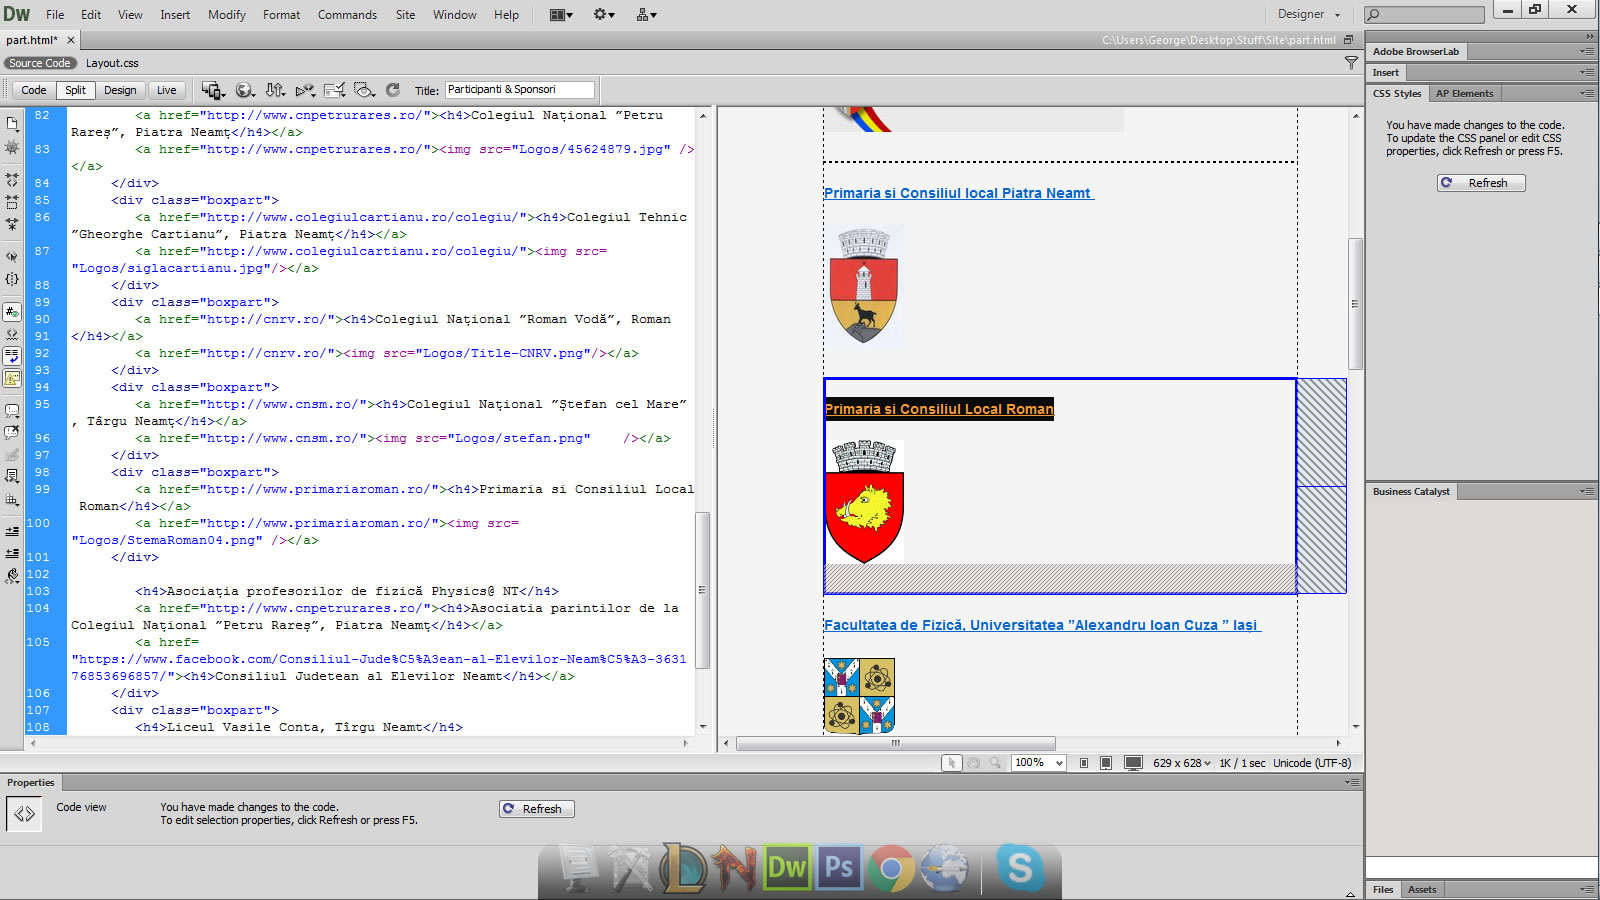 Dw File Edit View Insert Modify Format Commands Site Window Help Designer
part.html* × C:\Users\George\Desktop\Stuff\Site\part.html
Source Code Layout.css
Code Split Design Live Title: Participanti & Sponsori
82 <a href="http://www.cnpetrurares.ro/"><h4>Colegiul Național ”Petru
Rareș”, Piatra Neamț</h4></a>
83 <a href="http://www.cnpetrurares.ro/"><img src="Logos/45624879.jpg" />
</a>
84 </div>
85 <div class="boxpart">
86 <a href="http://www.colegiulcartianu.ro/colegiu/"><h4>Colegiul Tehnic
”Gheorghe Cartianu”, Piatra Neamț</h4></a>
87 <a href="http://www.colegiulcartianu.ro/colegiu/"><img src=
"Logos/siglacartianu.jpg"/></a>
88 </div>
89 <div class="boxpart">
90 <a href="http://cnrv.ro/"><h4>Colegiul Național ”Roman Vodă”, Roman
91 </h4></a>
92 <a href="http://cnrv.ro/"><img src="Logos/Title-CNRV.png"/></a>
93 </div>
94 <div class="boxpart">
95 <a href="http://www.cnsm.ro/"><h4>Colegiul Național ”Ștefan cel Mare”
, Târgu Neamț</h4></a>
96 <a href="http://www.cnsm.ro/"><img src="Logos/stefan.png" /></a>
97 </div>
98 <div class="boxpart">
99 <a href="http://www.primariaroman.ro/"><h4>Primaria si Consiliul Local
Roman</h4></a>
100 <a href="http://www.primariaroman.ro/"><img src=
"Logos/StemaRoman04.png" /></a>
101 </div>
102
103 <h4>Asociația profesorilor de fizică Physics@ NT</h4>
104 <a href="http://www.cnpetrurares.ro/"><h4>Asociatia parintilor de la
Colegiul Național ”Petru Rareș”, Piatra Neamț</h4></a>
105 <a href=
"https://www.facebook.com/Consiliul-Jude%C5%A3ean-al-Elevilor-Neam%C5%A3-3631
76853696857/"><h4>Consiliul Judetean al Elevilor Neamt</h4></a>
106 </div>
107 <div class="boxpart">
108 <h4>Liceul Vasile Conta, Tîrgu Neamt</h4>
Primaria si Consiliul local Piatra Neamt
Primaria si Consiliul Local Roman
Facultatea de Fizică, Universitatea ”Alexandru Ioan Cuza ” Iași
100% 629 x 628 1K / 1 sec Unicode (UTF-8)
Adobe BrowserLab
Insert
CSS Styles AP Elements
You have made changes to the code.
To update the CSS panel or edit CSS
properties, click Refresh or press F5.
Refresh
Business Catalyst
Files Assets
Properties
Code view You have made changes to the code.
To edit selection properties, click Refresh or press F5.
Refresh
Dw Ps S